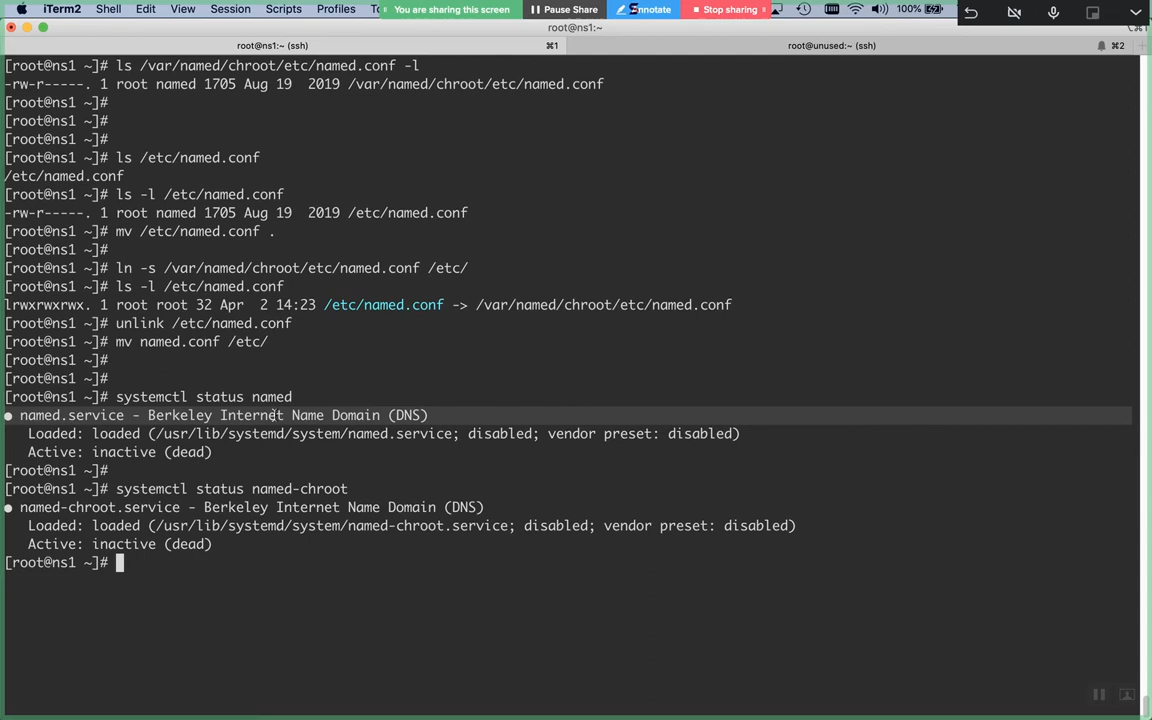 iTerm2 Shell Edit View Session Scripts Profiles To You are sharing this screen Pause Share Annotate Stop sharing 100%
root@ns1:~ (ssh)
root@ns1:~ (ssh) ⌘1 root@unused:~ (ssh) ⌘2
[root@ns1 ~]# ls /var/named/chroot/etc/named.conf -l
-rw-r-----. 1 root named 1705 Aug 19  2019 /var/named/chroot/etc/named.conf
[root@ns1 ~]#
[root@ns1 ~]#
[root@ns1 ~]#
[root@ns1 ~]# ls /etc/named.conf
/etc/named.conf
[root@ns1 ~]# ls -l /etc/named.conf
-rw-r-----. 1 root named 1705 Aug 19  2019 /etc/named.conf
[root@ns1 ~]# mv /etc/named.conf .
[root@ns1 ~]#
[root@ns1 ~]# ln -s /var/named/chroot/etc/named.conf /etc/
[root@ns1 ~]# ls -l /etc/named.conf
lrwxrwxrwx. 1 root root 32 Apr  2 14:23 /etc/named.conf -> /var/named/chroot/etc/named.conf
[root@ns1 ~]# unlink /etc/named.conf
[root@ns1 ~]# mv named.conf /etc/
[root@ns1 ~]#
[root@ns1 ~]#
[root@ns1 ~]# systemctl status named
● named.service - Berkeley Internet Name Domain (DNS)
Loaded: loaded (/usr/lib/systemd/system/named.service; disabled; vendor preset: disabled)
Active: inactive (dead)
[root@ns1 ~]#
[root@ns1 ~]# systemctl status named-chroot
● named-chroot.service - Berkeley Internet Name Domain (DNS)
Loaded: loaded (/usr/lib/systemd/system/named-chroot.service; disabled; vendor preset: disabled)
Active: inactive (dead)
[root@ns1 ~]#